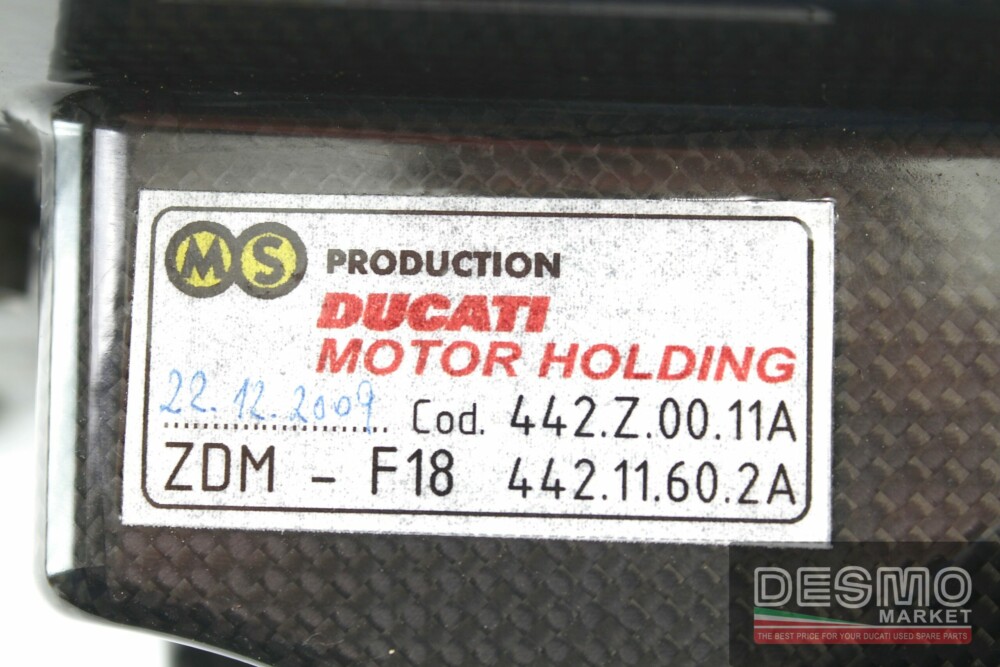 MS PRODUCTION
DUCATI
MOTOR HOLDING
22.12.2009 Cod. 442.Z.00.11A
ZDM - F18 442.11.60.2A
DESMO
MARKET
THE BEST PRICE FOR YOUR DUCATI USED SPARE PARTS